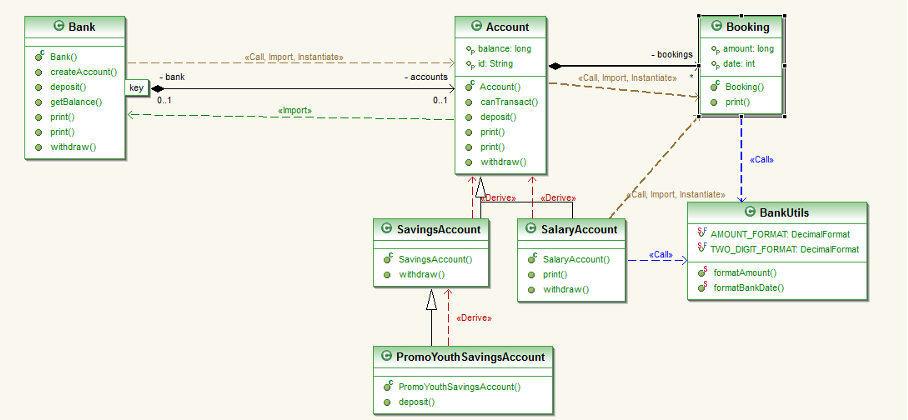 Bank
Bank()
createAccount()
deposit()
getBalance()
print()
print()
withdraw()
key
«Call, Import, Instantiate»
- bank
- accounts
0..1
0..1
«Import»
Account
balance: long
id: String
Account()
canTransact()
deposit()
print()
print()
withdraw()
- bookings
*
«Call, Import, Instantiate»
Booking
amount: long
date: int
Booking()
print()
«Call»
«Call, Import, Instantiate»
«Derive»
«Derive»
SavingsAccount
SavingsAccount()
withdraw()
SalaryAccount
SalaryAccount()
print()
withdraw()
«Call»
BankUtils
AMOUNT_FORMAT: DecimalFormat
TWO_DIGIT_FORMAT: DecimalFormat
formatAmount()
formatBankDate()
«Derive»
PromoYouthSavingsAccount
PromoYouthSavingsAccount()
deposit()